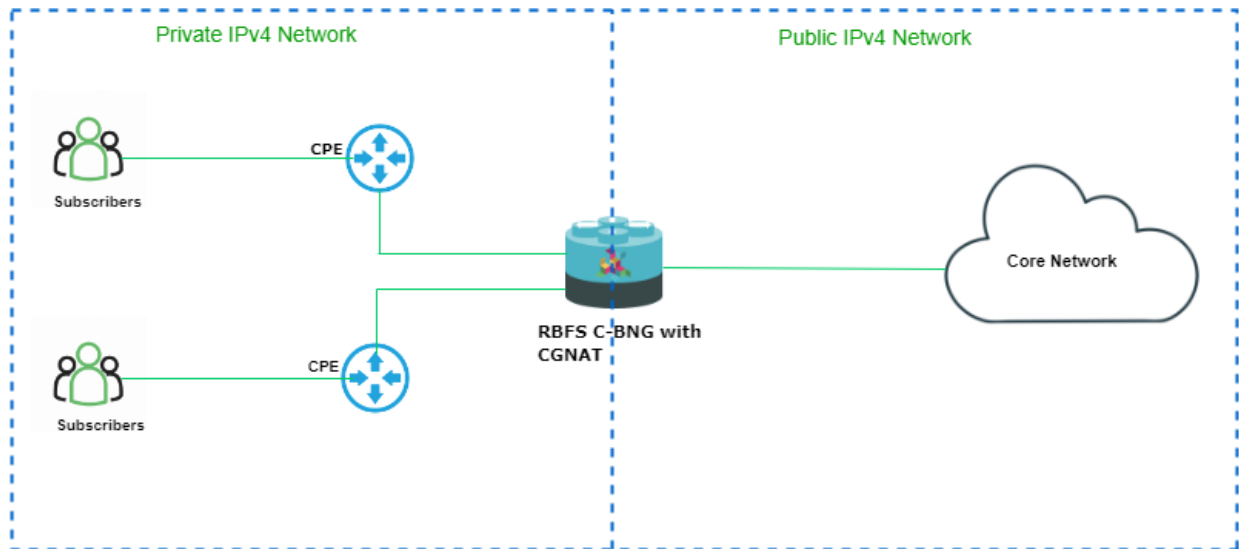 Private IPv4 Network
Public IPv4 Network
CPE
Subscribers
Core Network
RBFS C-BNG with
CGNAT
CPE
Subscribers